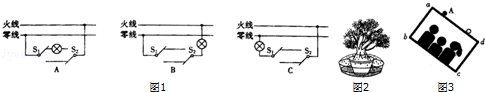 火线 火线 火线
零线 零线 零线
S₁ S₂ S₁ S₂ S₁ S₂
A B C
a A b c d
图1 图2 图3